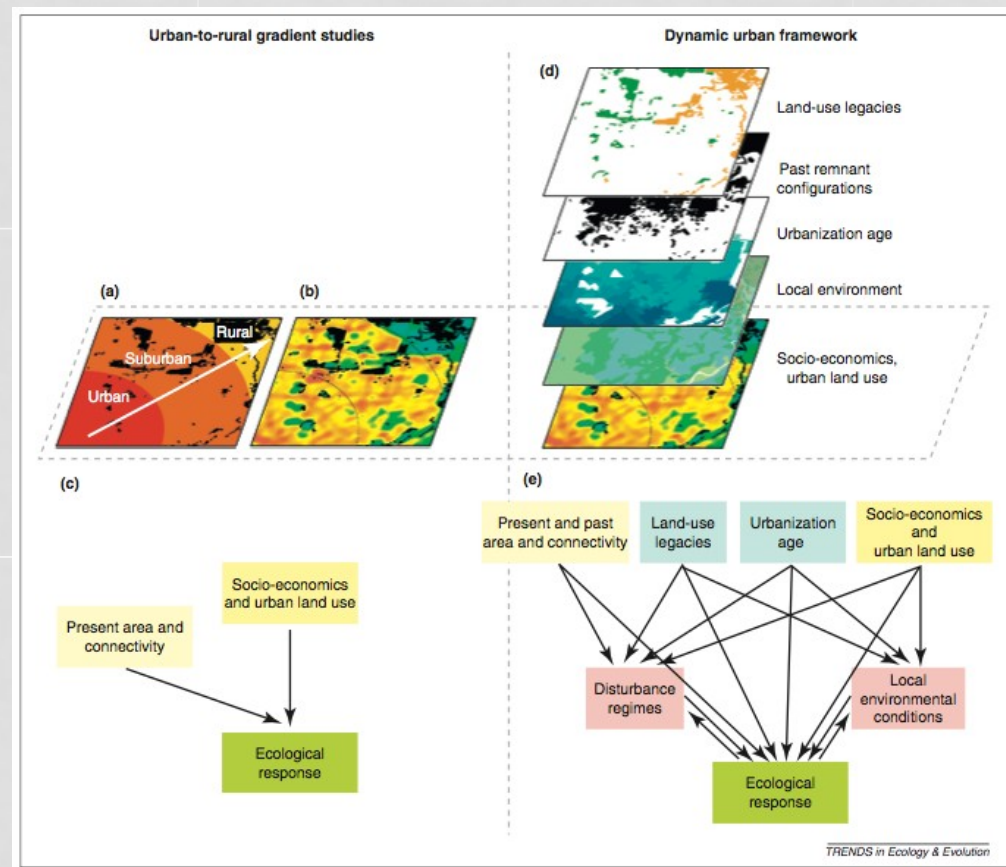 Urban-to-rural gradient studies
Dynamic urban framework
(d)
Land-use legacies
Past remnant
configurations
Urbanization age
Local environment
Socio-economics,
urban land use
(a)
(b)
Rural
Suburban
Urban
(c)
Socio-economics
and urban land use
Present area and
connectivity
Ecological
response
(e)
Present and past
area and connectivity
Land-use
legacies
Urbanization
age
Socio-economics
and
urban land use
Disturbance
regimes
Local
environmental
conditions
Ecological
response
TRENDS in Ecology & Evolution